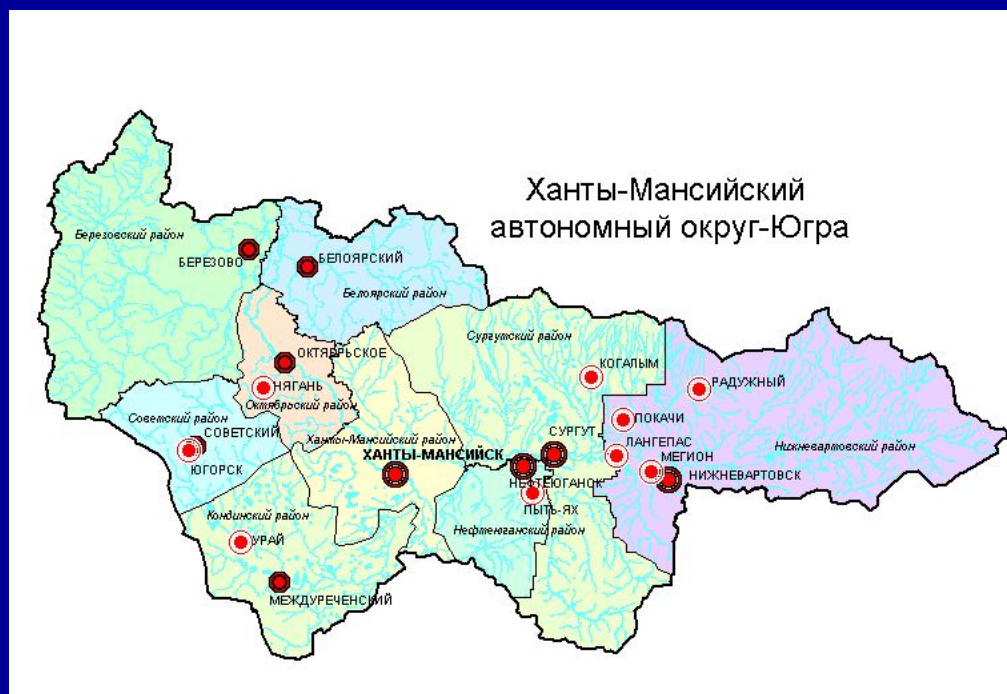 Ханты-Мансийский
автономный округ-Югра
Березовский район
БЕРЕЗОВО
БЕЛОЯРСКИЙ
Белоярский район
Сургутский район
ОКТЯБРЬСКОЕ
КОГАЛЫМ
НЯГАНЬ
РАДУЖНЫЙ
Октябрьский район
Советский район
ПОКАЧИ
СОВЕТСКИЙ
Ханты-Мансийский район
СУРГУТ
ЛАНГЕПАС
Нижневартовский район
ХАНТЫ-МАНСИЙСК
МЕГИОН
ЮГОРСК
НИЖНЕВАРТОВСК
НЕФТЕЮГАНСК
ПЫТЬ-ЯХ
Кондинский район
Нефтеюганский район
УРАЙ
МЕЖДУРЕЧЕНСКИЙ